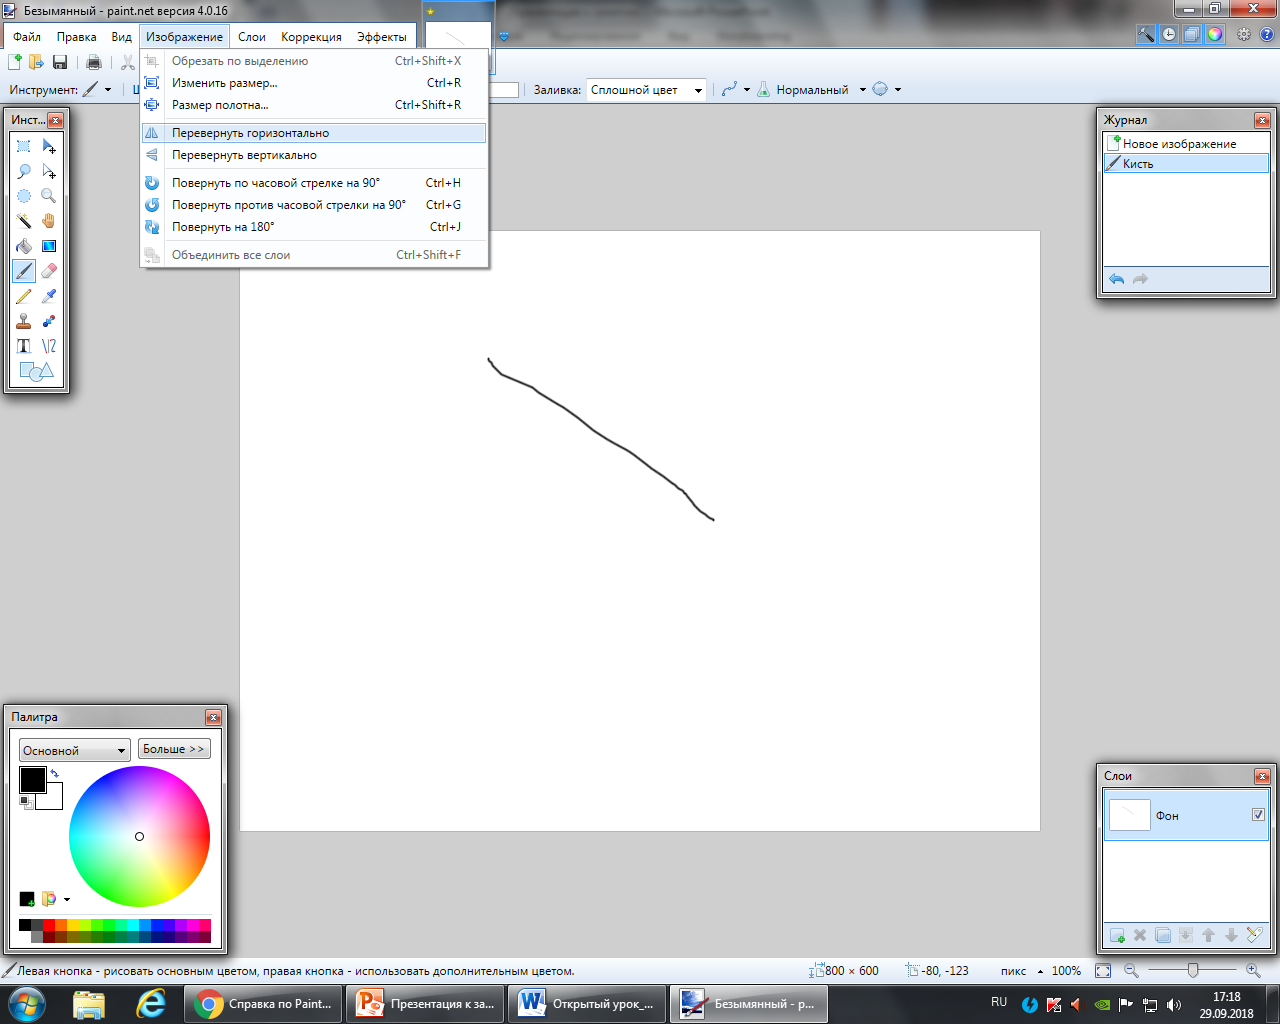 Безымянный - paint.net версия 4.0.16
Файл Правка Вид Изображение Слои Коррекция Эффекты
Инструмент:
Заливка: Сплошной цвет Нормальный
Обрезать по выделению Ctrl+Shift+X
Изменить размер... Ctrl+R
Размер полотна... Ctrl+Shift+R
Перевернуть горизонтально
Перевернуть вертикально
Повернуть по часовой стрелке на 90° Ctrl+H
Повернуть против часовой стрелки на 90° Ctrl+G
Повернуть на 180° Ctrl+J
Объединить все слои Ctrl+Shift+F
Инст...
Журнал
Новое изображение
Кисть
Палитра
Основной Больше >>
Слои
Фон
Левая кнопка - рисовать основным цветом, правая кнопка - использовать дополнительным цветом.
800 × 600 -80, -123 пикс 100%
Справка по Paint... Презентация к за... Открытый урок_... Безымянный - p...
RU 17:18
29.09.2018